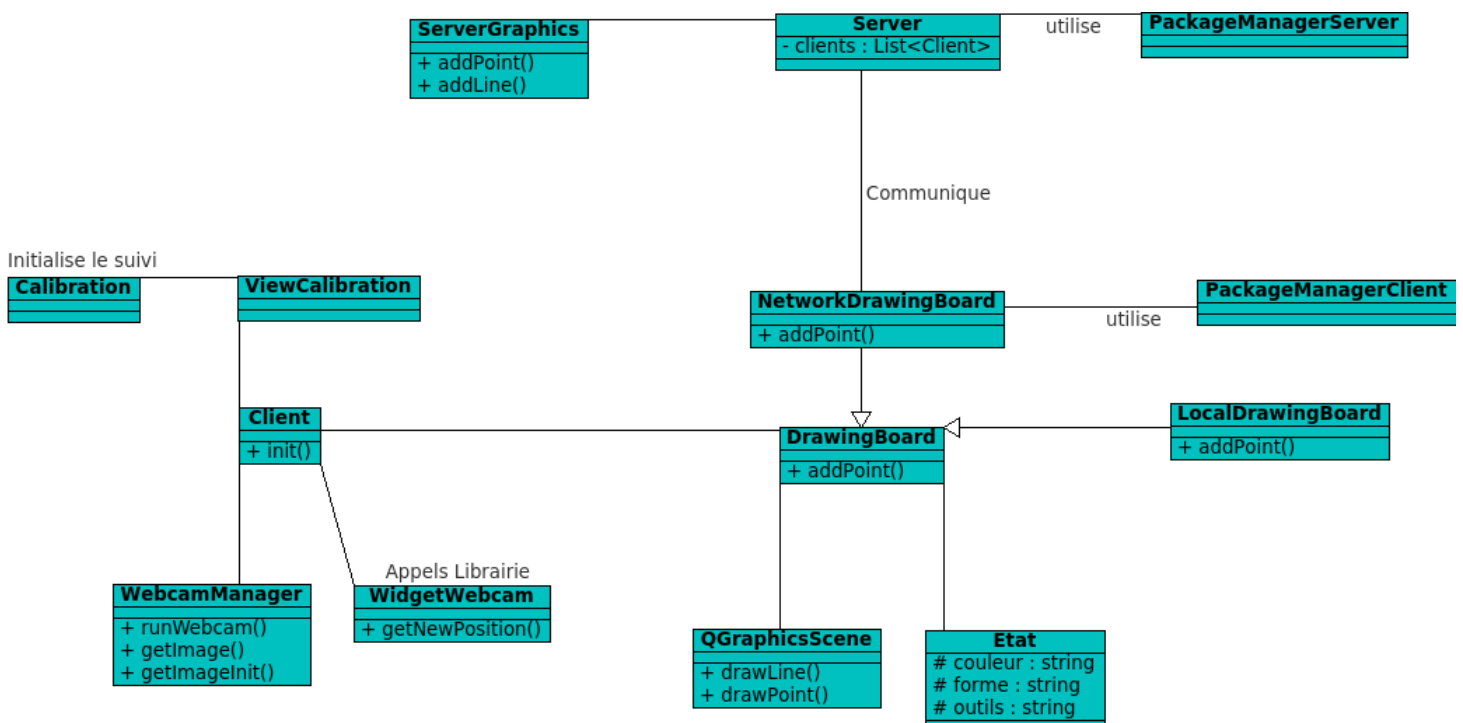 ServerGraphics
+ addPoint()
+ addLine()
Server
- clients : List<Client>
utilise
PackageManagerServer
Communique
Initialise le suivi
Calibration
ViewCalibration
NetworkDrawingBoard
+ addPoint()
utilise
PackageManagerClient
Client
+ init()
DrawingBoard
+ addPoint()
LocalDrawingBoard
+ addPoint()
WebcamManager
+ runWebcam()
+ getImage()
+ getImageInit()
Appels Librairie
WidgetWebcam
+ getNewPosition()
QGraphicsScene
+ drawLine()
+ drawPoint()
Etat
# couleur : string
# forme : string
# outils : string